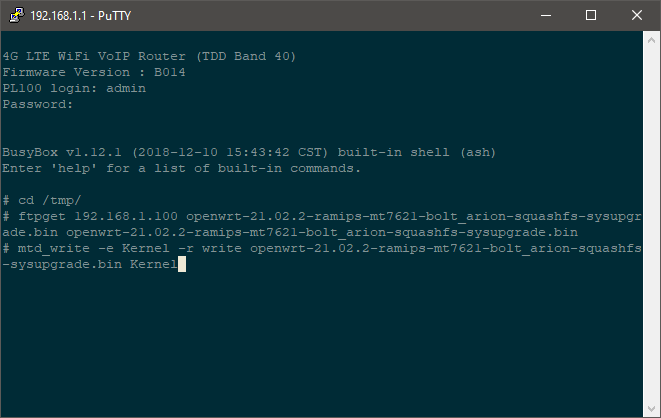 192.168.1.1 - PuTTY
4G LTE WiFi VoIP Router (TDD Band 40)
Firmware Version : B014
PL100 login: admin
Password:
BusyBox v1.12.1 (2018-12-10 15:43:42 CST) built-in shell (ash)
Enter 'help' for a list of built-in commands.
# cd /tmp/
# ftpget 192.168.1.100 openwrt-21.02.2-ramips-mt7621-bolt_arion-squashfs-sysupgr
ade.bin openwrt-21.02.2-ramips-mt7621-bolt_arion-squashfs-sysupgrade.bin
# mtd_write -e Kernel -r write openwrt-21.02.2-ramips-mt7621-bolt_arion-squashfs
-sysupgrade.bin Kernel